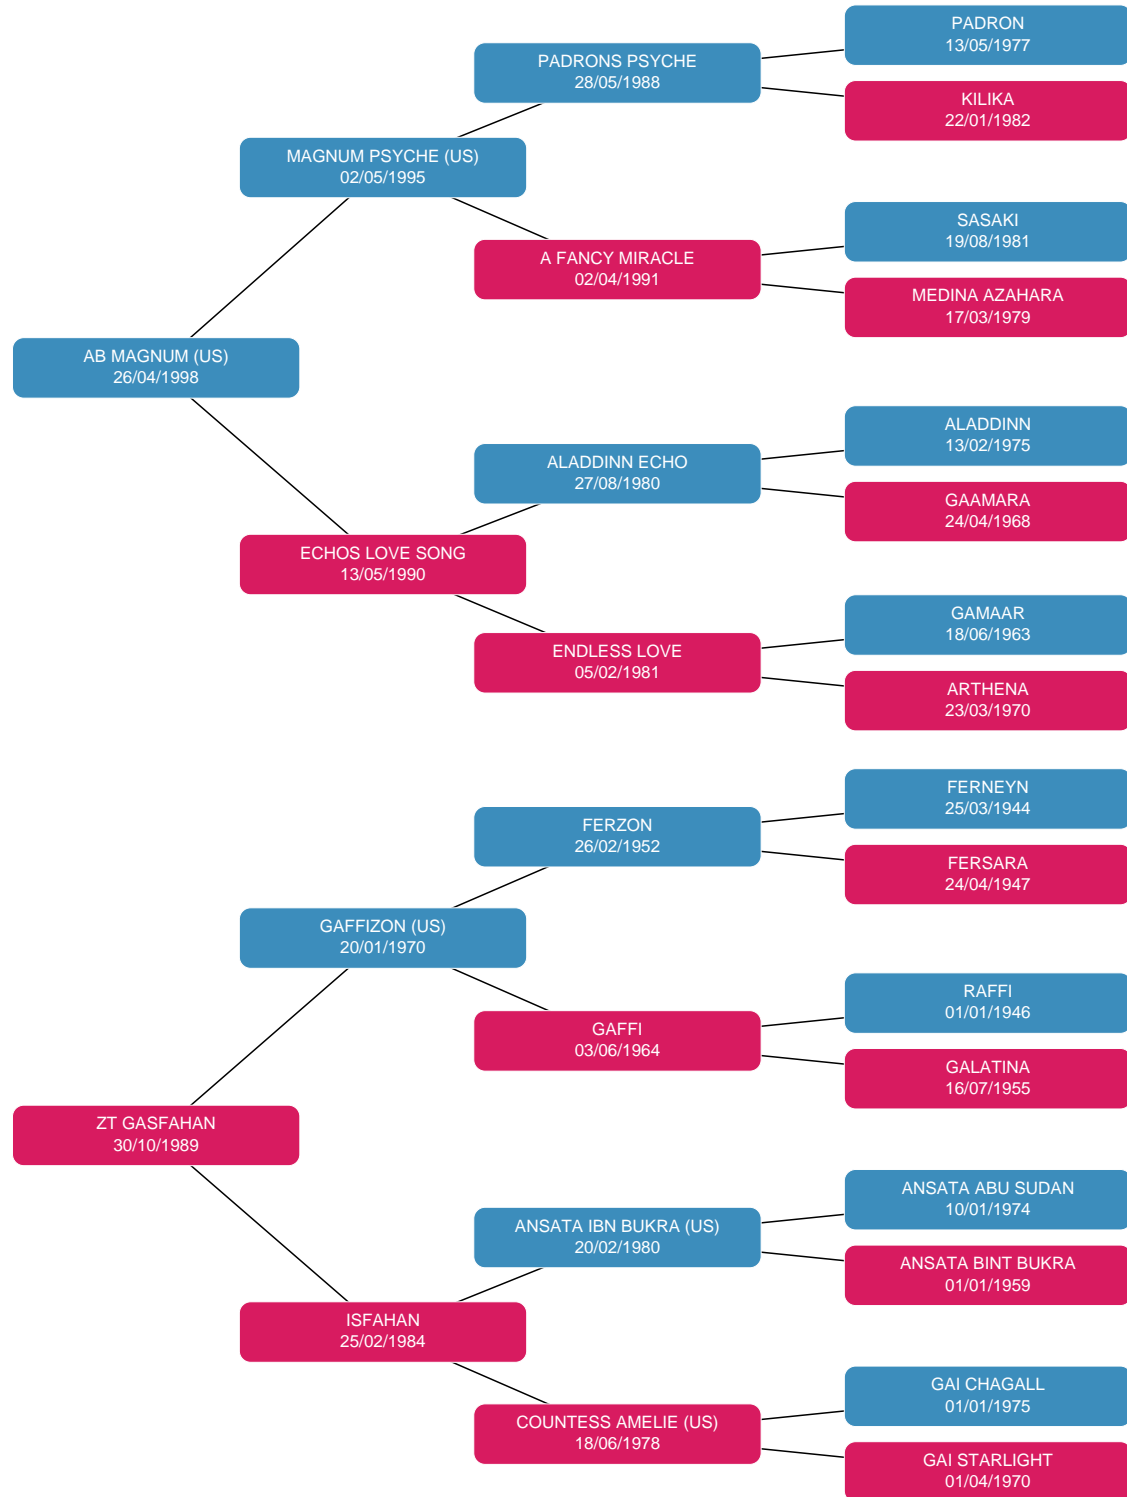 PADRON
13/05/1977
PADRONS PSYCHE
28/05/1988
KILIKA
22/01/1982
MAGNUM PSYCHE (US)
02/05/1995
SASAKI
19/08/1981
A FANCY MIRACLE
02/04/1991
MEDINA AZAHARA
17/03/1979
AB MAGNUM (US)
26/04/1998
ALADDINN
13/02/1975
ALADDINN ECHO
27/08/1980
GAAMARA
24/04/1968
ECHOS LOVE SONG
13/05/1990
GAMAAR
18/06/1963
ENDLESS LOVE
05/02/1981
ARTHENA
23/03/1970
FERNEYN
25/03/1944
FERZON
26/02/1952
FERSARA
24/04/1947
GAFFIZON (US)
20/01/1970
RAFFI
01/01/1946
GAFFI
03/06/1964
GALATINA
16/07/1955
ZT GASFAHAN
30/10/1989
ANSATA ABU SUDAN
10/01/1974
ANSATA IBN BUKRA (US)
20/02/1980
ANSATA BINT BUKRA
01/01/1959
ISFAHAN
25/02/1984
GAI CHAGALL
01/01/1975
COUNTESS AMELIE (US)
18/06/1978
GAI STARLIGHT
01/04/1970